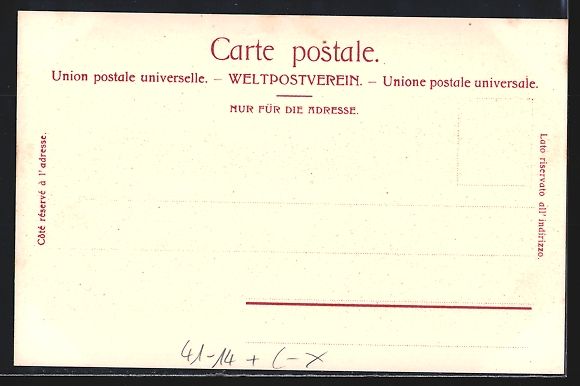 Carte postale.
Union postale universelle. – WELTPOSTVEREIN. – Unione postale universale.
NUR FÜR DIE ADRESSE.
Côté réservé à l'adresse.
Lato riservato all' indirizzo.
41-14 + C-X